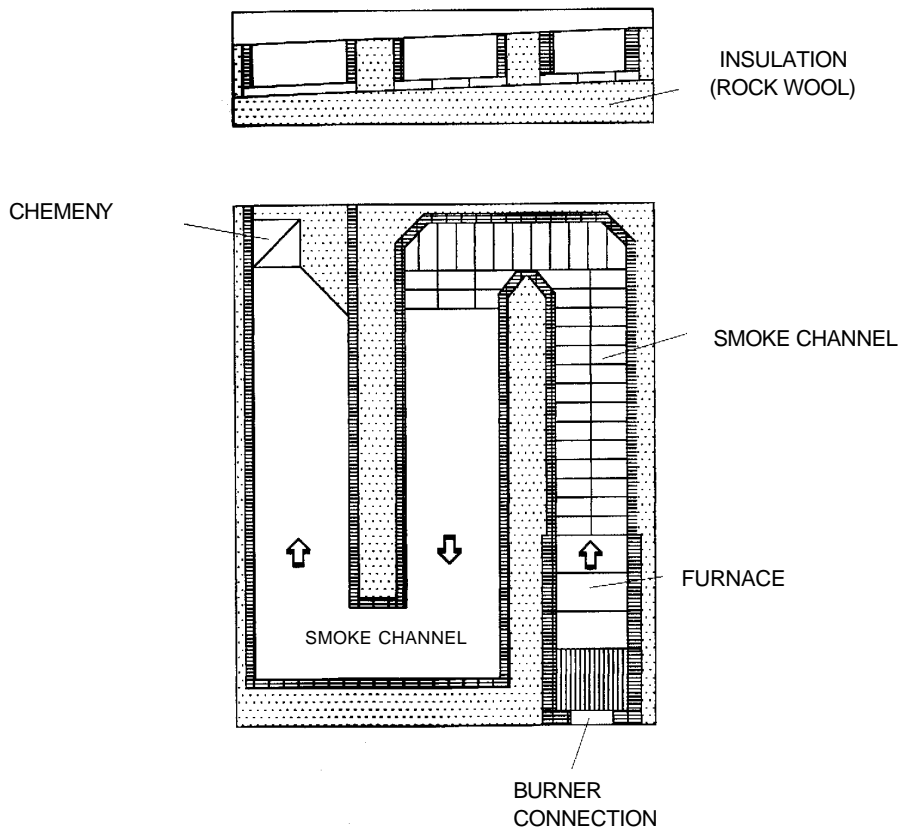 INSULATION
(ROCK WOOL)
CHEMENY
SMOKE CHANNEL
FURNACE
SMOKE CHANNEL
BURNER
CONNECTION